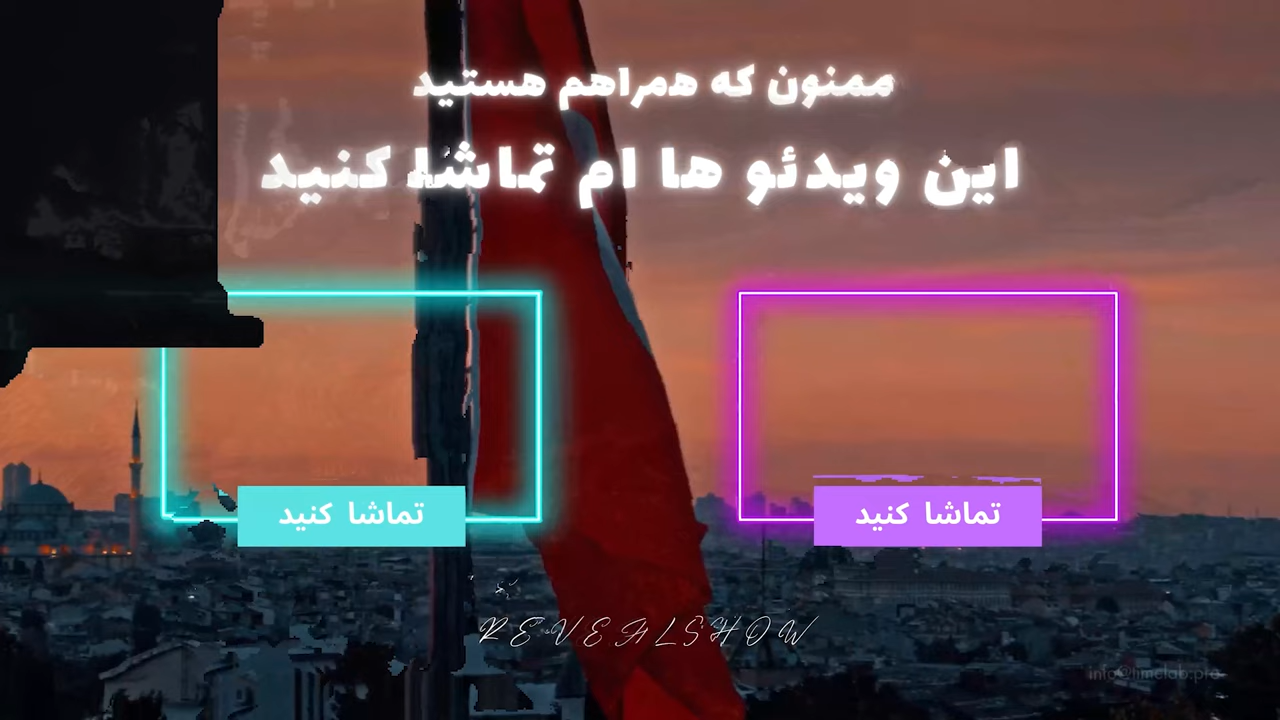 ممنون که همراهم هستید
این ویدئو ها ام تماشا کنید
تماشا کنید
تماشا کنید
REVEALSHOW